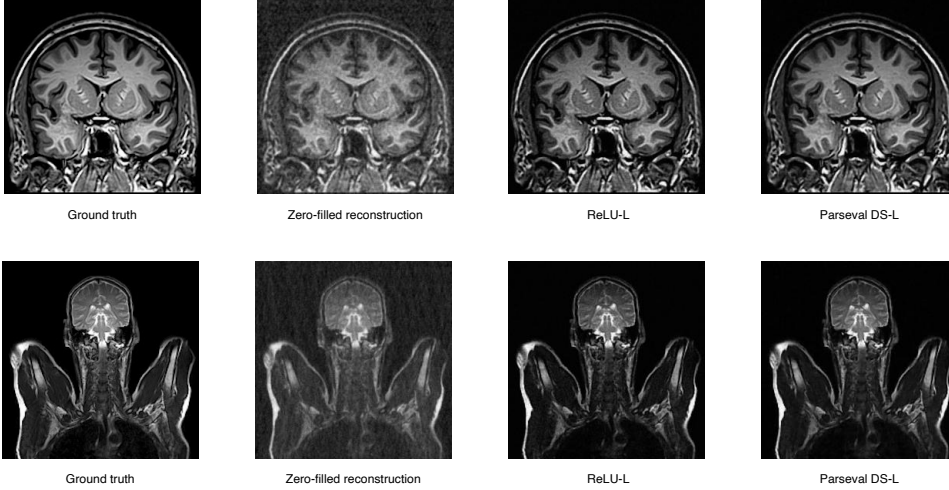 Ground truth
Zero-filled reconstruction
ReLU-L
Parseval DS-L
Ground truth
Zero-filled reconstruction
ReLU-L
Parseval DS-L